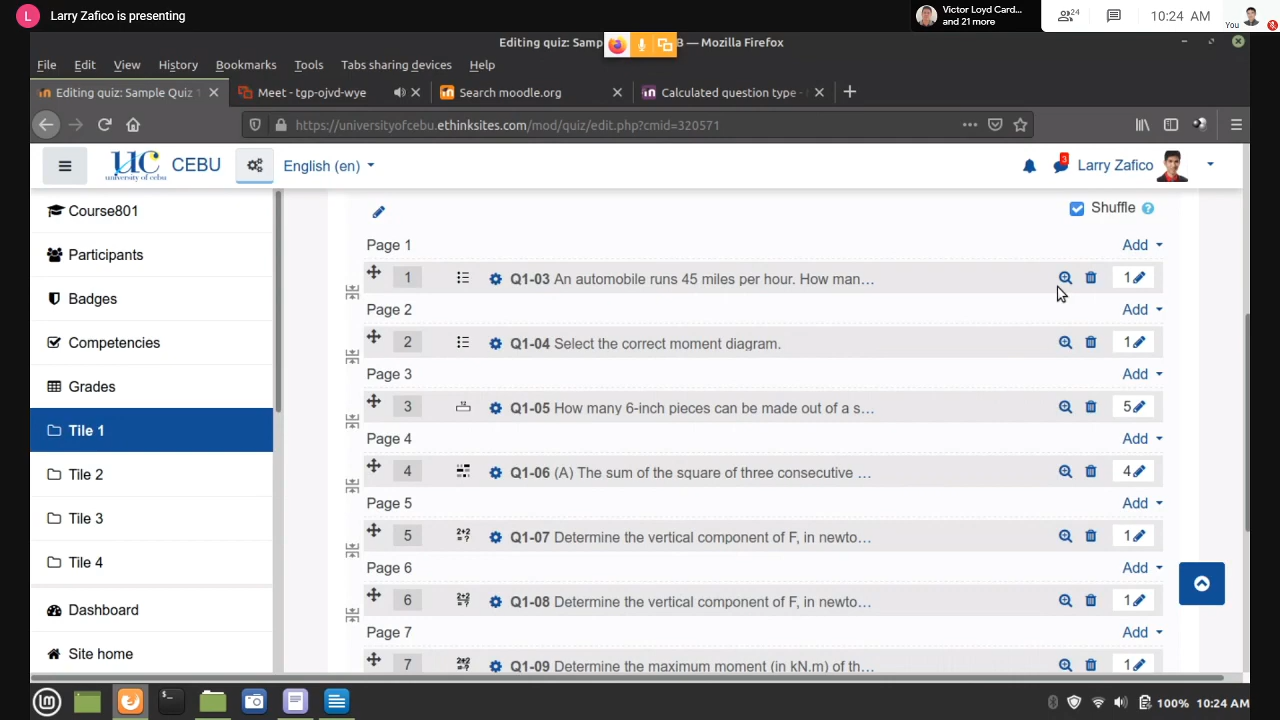 L Larry Zafico is presenting
Victor Loyd Card...
and 21 more
24
10:24 AM
You
Editing quiz: Samp
B — Mozilla Firefox
File Edit View History Bookmarks Tools Tabs sharing devices Help
Editing quiz: Sample Quiz 1
Meet - tgp-ojrd-wye
Search moodle.org
Calculated question type -
https://universityofcebu.ethinksites.com/mod/quiz/edit.php?cmid=320571
UC
university of cebu
CEBU
English (en)
3
Larry Zafico
Course801
Participants
Badges
Competencies
Grades
Tile 1
Tile 2
Tile 3
Tile 4
Dashboard
Site home
Shuffle ?
Page 1 Add
1 Q1-03 An automobile runs 45 miles per hour. How man... 1
Page 2 Add
2 Q1-04 Select the correct moment diagram. 1
Page 3 Add
3 Q1-05 How many 6-inch pieces can be made out of a s... 5
Page 4 Add
4 Q1-06 (A) The sum of the square of three consecutive ... 4
Page 5 Add
5 Q1-07 Determine the vertical component of F, in newto... 1
Page 6 Add
6 Q1-08 Determine the vertical component of F, in newto... 1
Page 7 Add
7 Q1-09 Determine the maximum moment (in kN.m) of th... 1
100% 10:24 AM